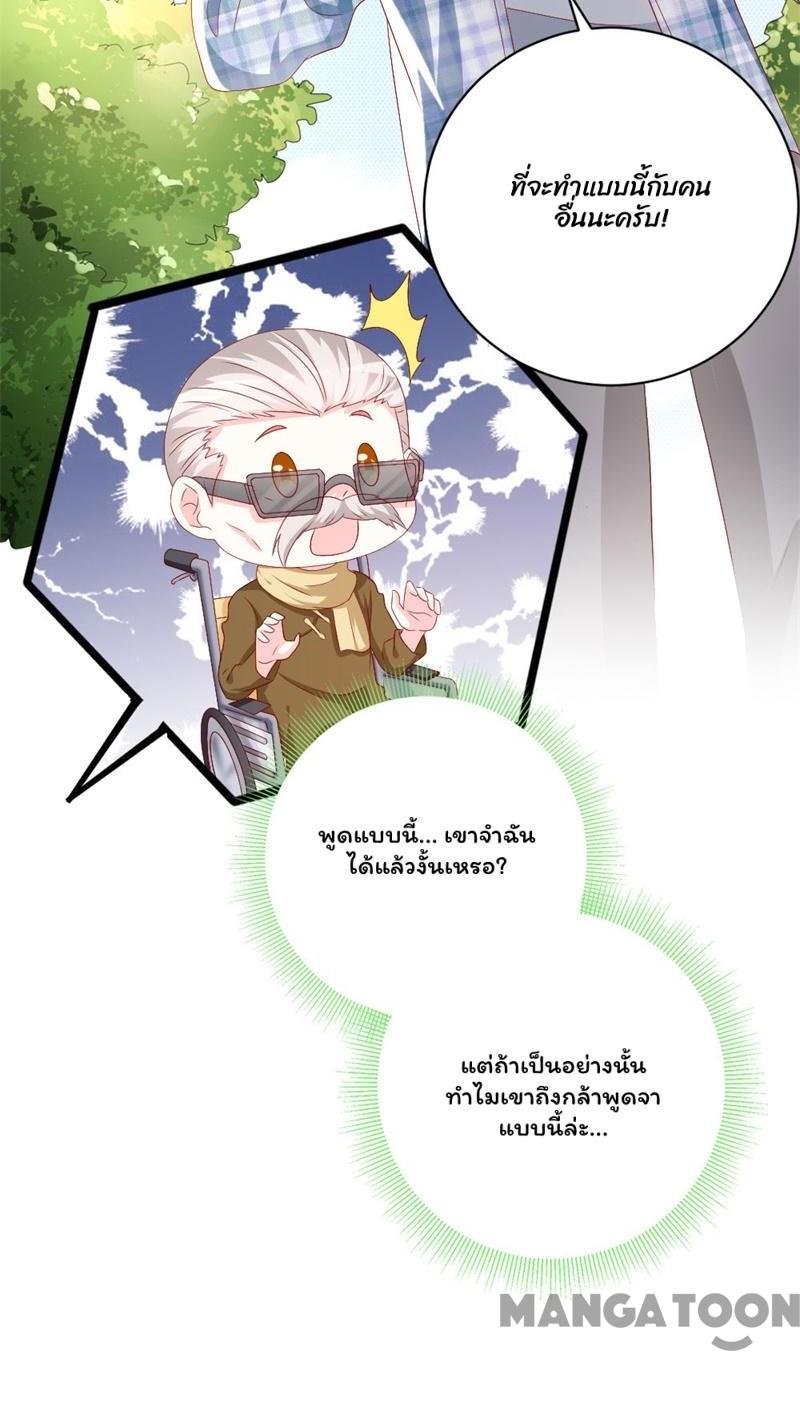 ที่จะทำแบบนี้กับคน
อื่นนะครับ!
พูดแบบนี้... เขาจำฉัน
ได้แล้วงั้นเหรอ?
แต่ถ้าเป็นอย่างนั้น
ทำไมเขาถึงกล้าพูดจา
แบบนี้ล่ะ...
MANGATOON